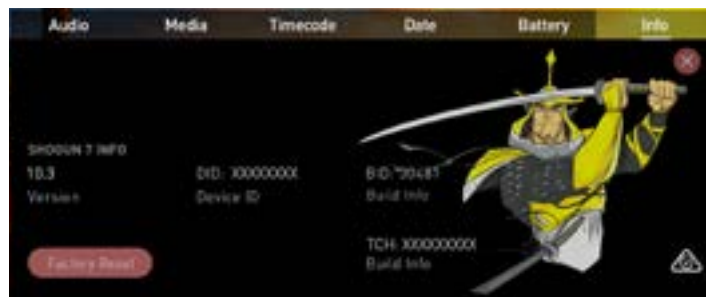 Audio Media Timecode Date Battery Info
SHOGUN 7 INFO
10.3 DID: XXXXXXXX
Version Device ID Build Info
TCH: XXXXXXXXX
Factory Reset Build Info